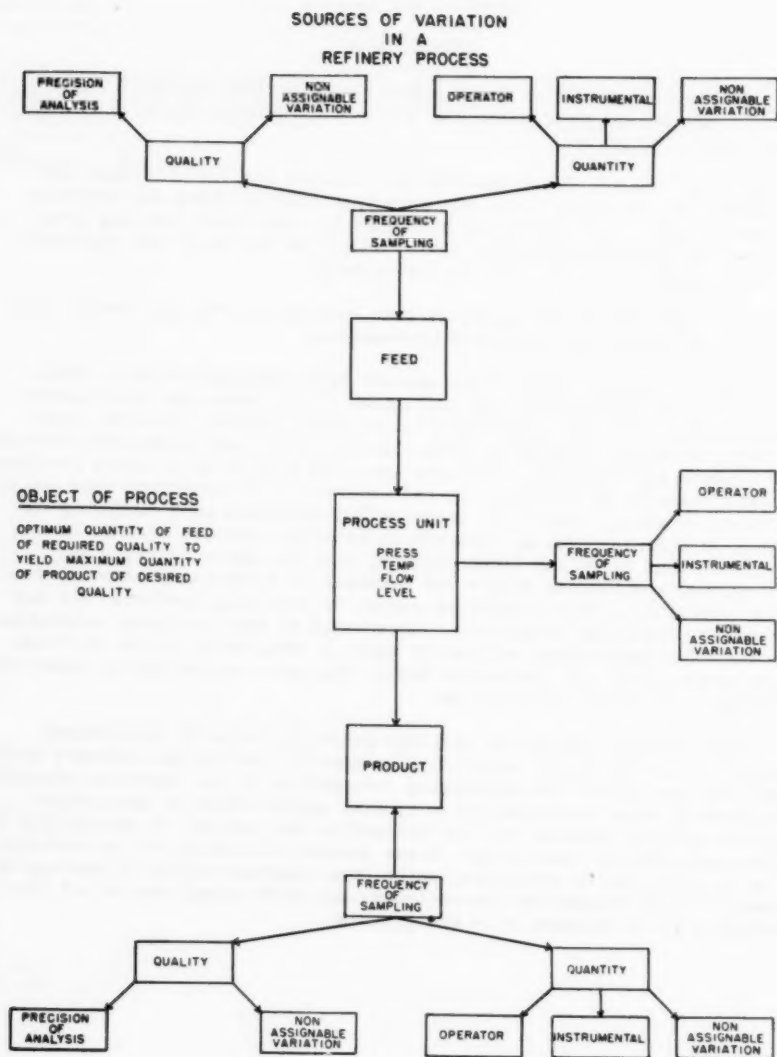 SOURCES OF VARIATION
IN A
REFINERY PROCESS
PRECISION
OF
ANALYSIS
NON
ASSIGNABLE
VARIATION
OPERATOR
INSTRUMENTAL
NON
ASSIGNABLE
VARIATION
QUALITY
QUANTITY
FREQUENCY
OF
SAMPLING
FEED
OBJECT OF PROCESS
OPTIMUM QUANTITY OF FEED
OF REQUIRED QUALITY TO
YIELD MAXIMUM QUANTITY
OF PRODUCT OF DESIRED
QUALITY
PROCESS UNIT
PRESS
TEMP
FLOW
LEVEL
FREQUENCY
OF
SAMPLING
OPERATOR
INSTRUMENTAL
NON
ASSIGNABLE
VARIATION
PRODUCT
FREQUENCY
OF
SAMPLING
QUALITY
QUANTITY
PRECISION
OF
ANALYSIS
NON
ASSIGNABLE
VARIATION
OPERATOR
INSTRUMENTAL
NON
ASSIGNABLE
VARIATION